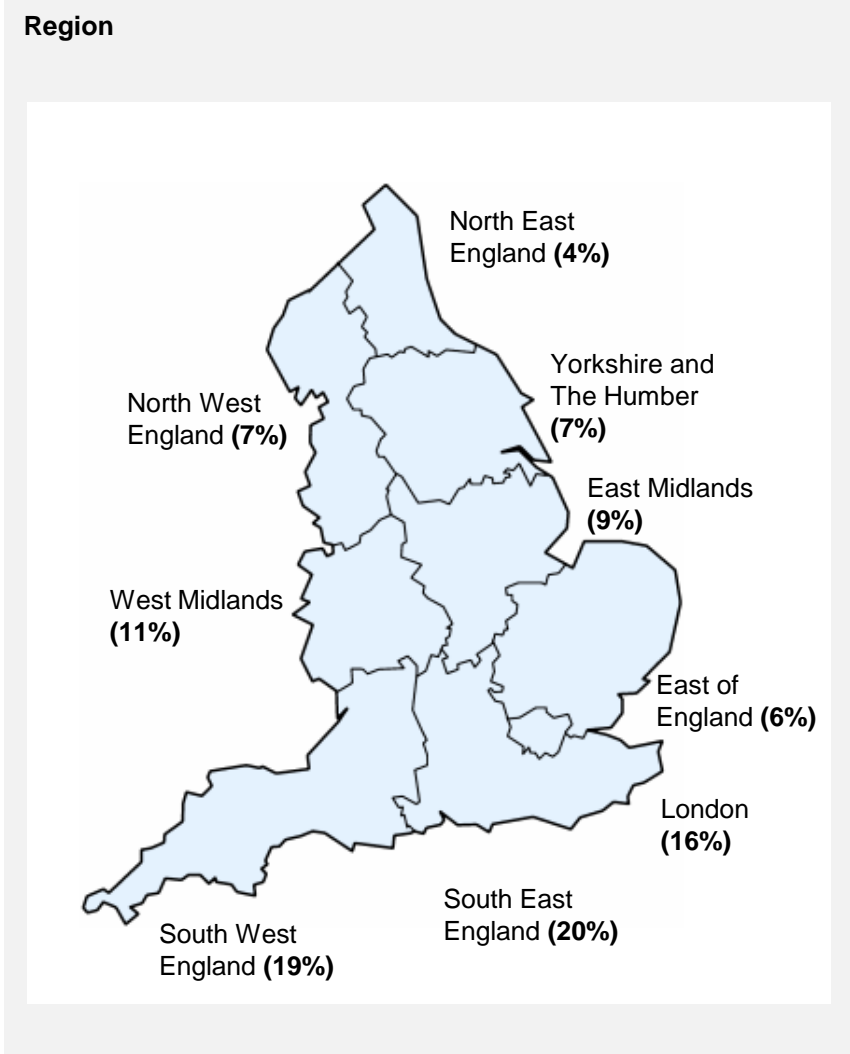 Region
North East
England (4%)
Yorkshire and
The Humber
(7%)
North West
England (7%)
East Midlands
(9%)
West Midlands
(11%)
East of
England (6%)
London
(16%)
South East
England (20%)
South West
England (19%)